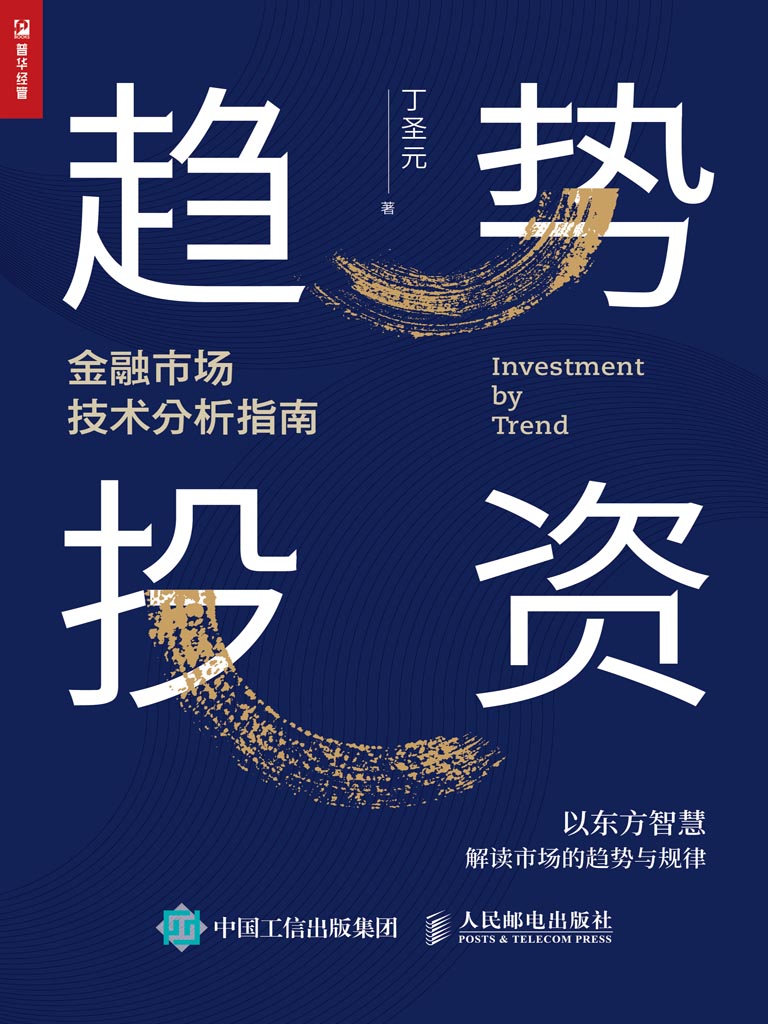 普华经管
BOOKS
趋势
丁圣元
著
金融市场
技术分析指南
Investment
by
Trend
投资
以东方智慧
解读市场的趋势与规律
中国工信出版集团
人民邮电出版社
POSTS & TELECOM PRESS